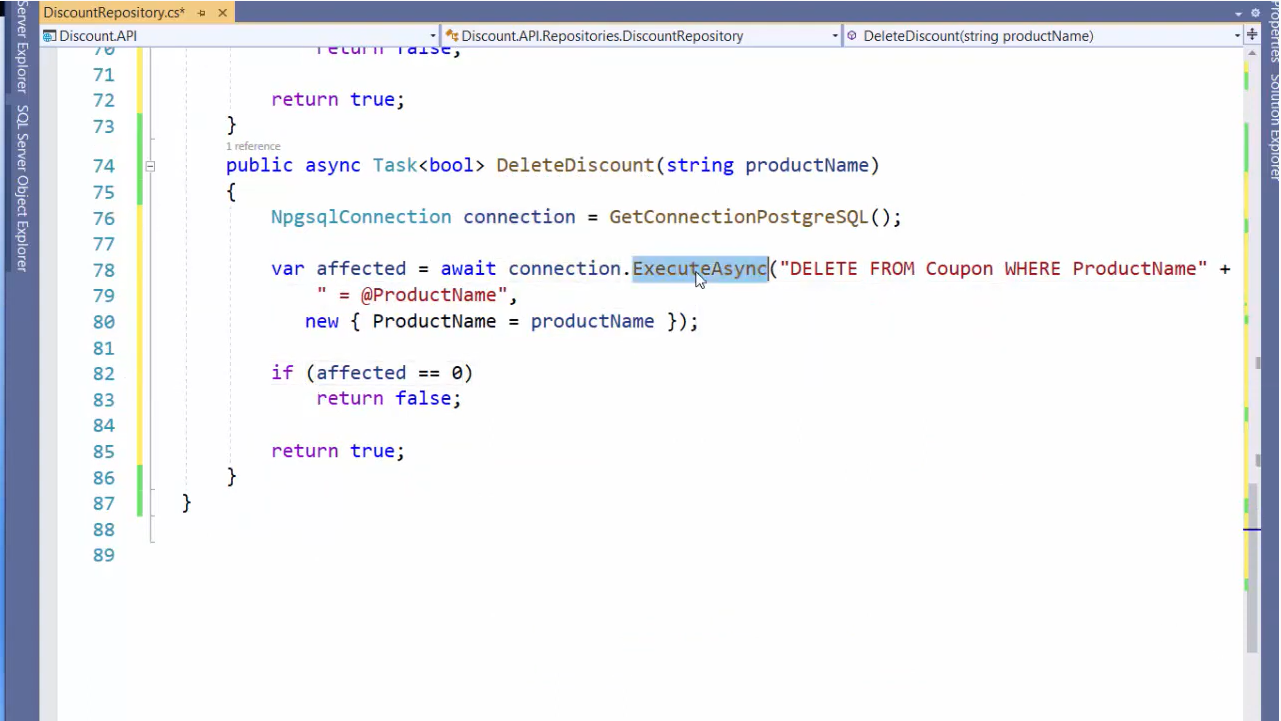 DiscountRepository.cs*
Discount.API
Discount.API.Repositories.DiscountRepository
DeleteDiscount(string productName)
Server Explorer
SQL Server Object Explorer
Properties
Solution Explorer
70 return false;
71
72 return true;
73 }
1 reference
74 public async Task<bool> DeleteDiscount(string productName)
75 {
76 NpgsqlConnection connection = GetConnectionPostgreSQL();
77
78 var affected = await connection.ExecuteAsync("DELETE FROM Coupon WHERE ProductName" +
79 " = @ProductName",
80 new { ProductName = productName });
81
82 if (affected == 0)
83 return false;
84
85 return true;
86 }
87 }
88
89